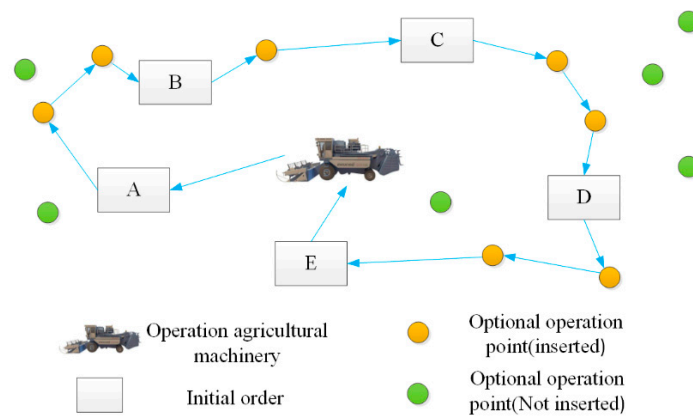 C
B
A
D
E
Operation agricultural
machinery
Optional operation
point(inserted)
Initial order
Optional operation
point(Not inserted)